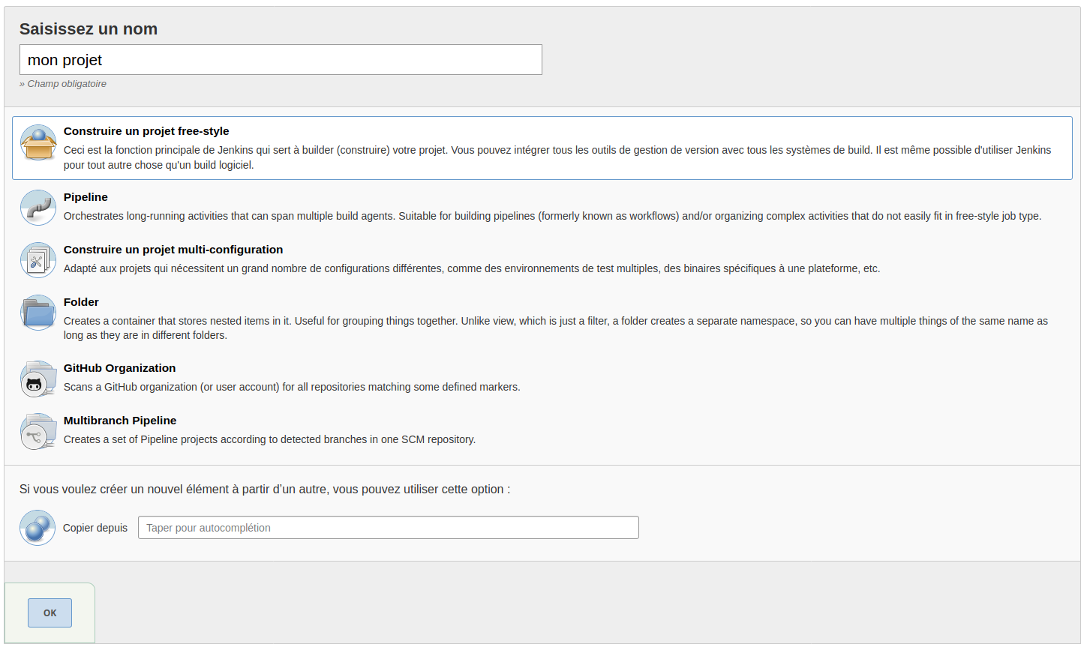 Saisissez un nom
mon projet
» Champ obligatoire
Construire un projet free-style
Ceci est la fonction principale de Jenkins qui sert à builder (construire) votre projet. Vous pouvez intégrer tous les outils de gestion de version avec tous les systèmes de build. Il est même possible d'utiliser Jenkins
pour tout autre chose qu'un build logiciel.
Pipeline
Orchestrates long-running activities that can span multiple build agents. Suitable for building pipelines (formerly known as workflows) and/or organizing complex activities that do not easily fit in free-style job type.
Construire un projet multi-configuration
Adapté aux projets qui nécessitent un grand nombre de configurations différentes, comme des environnements de test multiples, des binaires spécifiques à une plateforme, etc.
Folder
Creates a container that stores nested items in it. Useful for grouping things together. Unlike view, which is just a filter, a folder creates a separate namespace, so you can have multiple things of the same name as
long as they are in different folders.
GitHub Organization
Scans a GitHub organization (or user account) for all repositories matching some defined markers.
Multibranch Pipeline
Creates a set of Pipeline projects according to detected branches in one SCM repository.
Si vous voulez créer un nouvel élément à partir d'un autre, vous pouvez utiliser cette option :
Copier depuis
Taper pour autocomplétion
OK